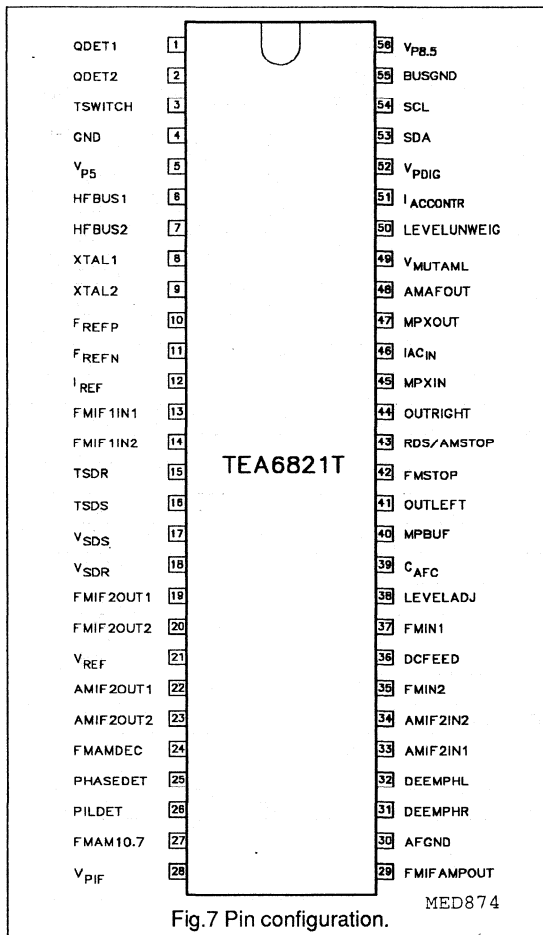 QDET1 1 56 VP8.5
QDET2 2 55 BUSGND
TSWITCH 3 54 SCL
GND 4 53 SDA
VP5 5 52 VPDIG
HFBUS1 6 51 IACCONTR
HFBUS2 7 50 LEVELUNWEIG
XTAL1 8 49 VMUTAML
XTAL2 9 48 AMAFOUT
FREFP 10 47 MPXOUT
FREFN 11 46 IACIN
IREF 12 45 MPXIN
FMIF1IN1 13 44 OUTRIGHT
FMIF1IN2 14 43 RDS/AMSTOP
TEA6821T
TSDR 15 42 FMSTOP
TSDS 16 41 OUTLEFT
VSDS 17 40 MPBUF
VSDR 18 39 CAFC
FMIF2OUT1 19 38 LEVELADJ
FMIF2OUT2 20 37 FMIN1
VREF 21 36 DCFEED
AMIF2OUT1 22 35 FMIN2
AMIF2OUT2 23 34 AMIF2IN2
FMAMDEC 24 33 AMIF2IN1
PHASEDET 25 32 DEEMPHL
PILDET 26 31 DEEMPHR
FMAM10.7 27 30 AFGND
VPIF 28 29 FMIFAMPOUT
MED874
Fig.7 Pin configuration.